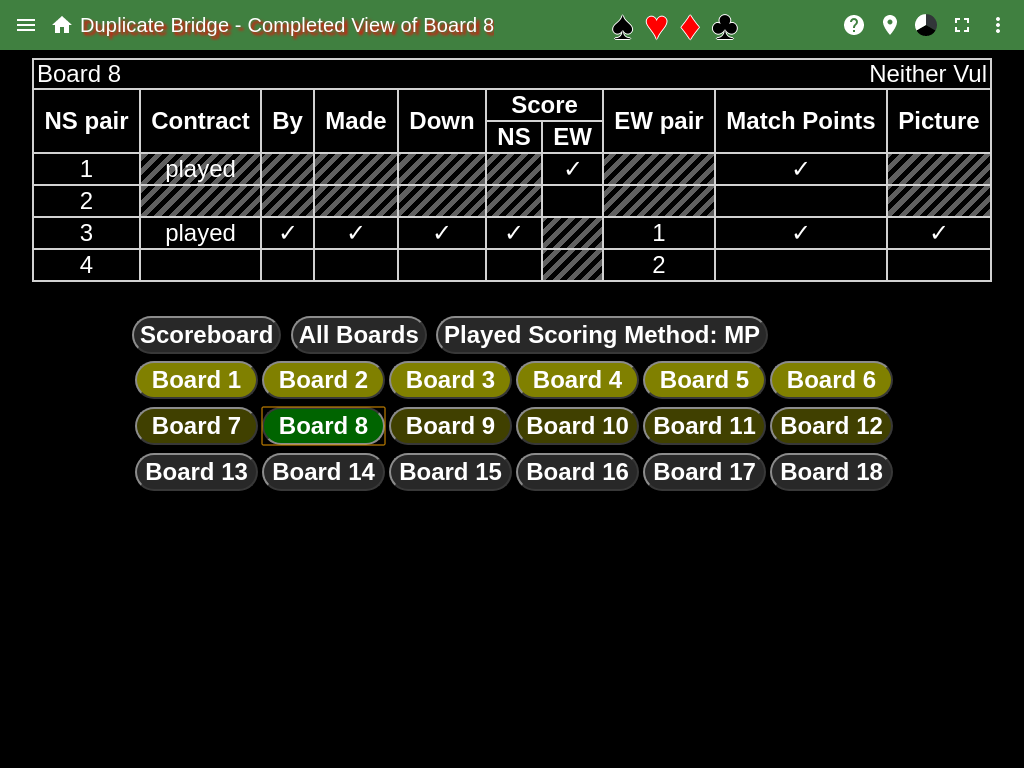 Duplicate Bridge - Completed View of Board 8 ♠ ♥ ♦ ♣
Board 8 Neither Vul
NS pair Contract By Made Down Score EW pair Match Points Picture
NS EW
1 played ✓ ✓
2
3 played ✓ ✓ ✓ ✓ 1 ✓ ✓
4 2
Scoreboard All Boards Played Scoring Method: MP
Board 1 Board 2 Board 3 Board 4 Board 5 Board 6
Board 7 Board 8 Board 9 Board 10 Board 11 Board 12
Board 13 Board 14 Board 15 Board 16 Board 17 Board 18